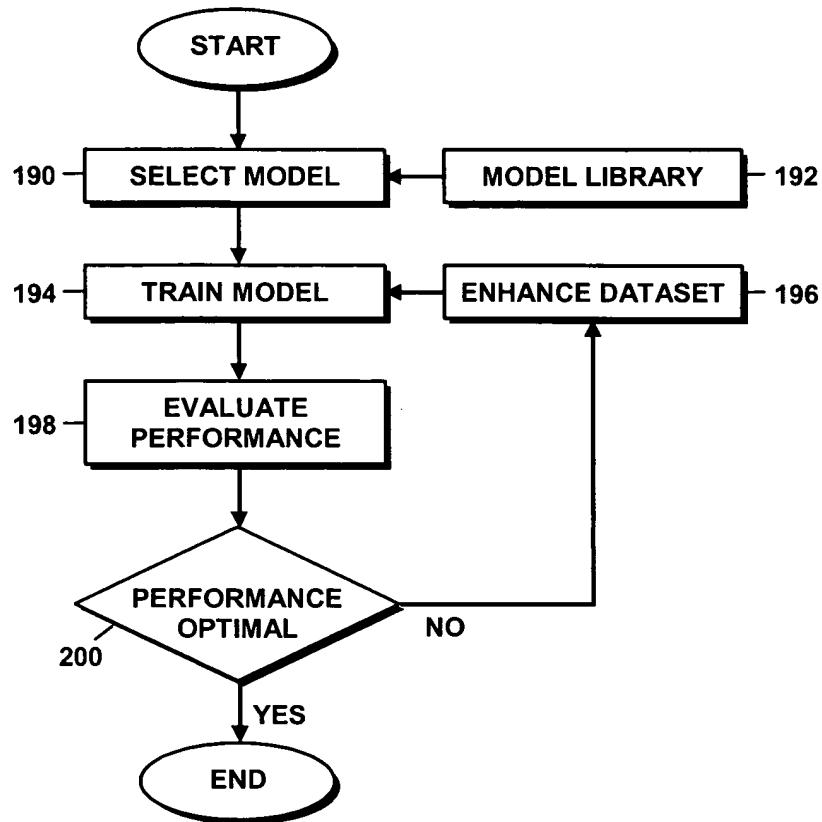 START
190
SELECT MODEL
MODEL LIBRARY
192
194
TRAIN MODEL
ENHANCE DATASET
196
198
EVALUATE
PERFORMANCE
PERFORMANCE
OPTIMAL
NO
200
YES
END